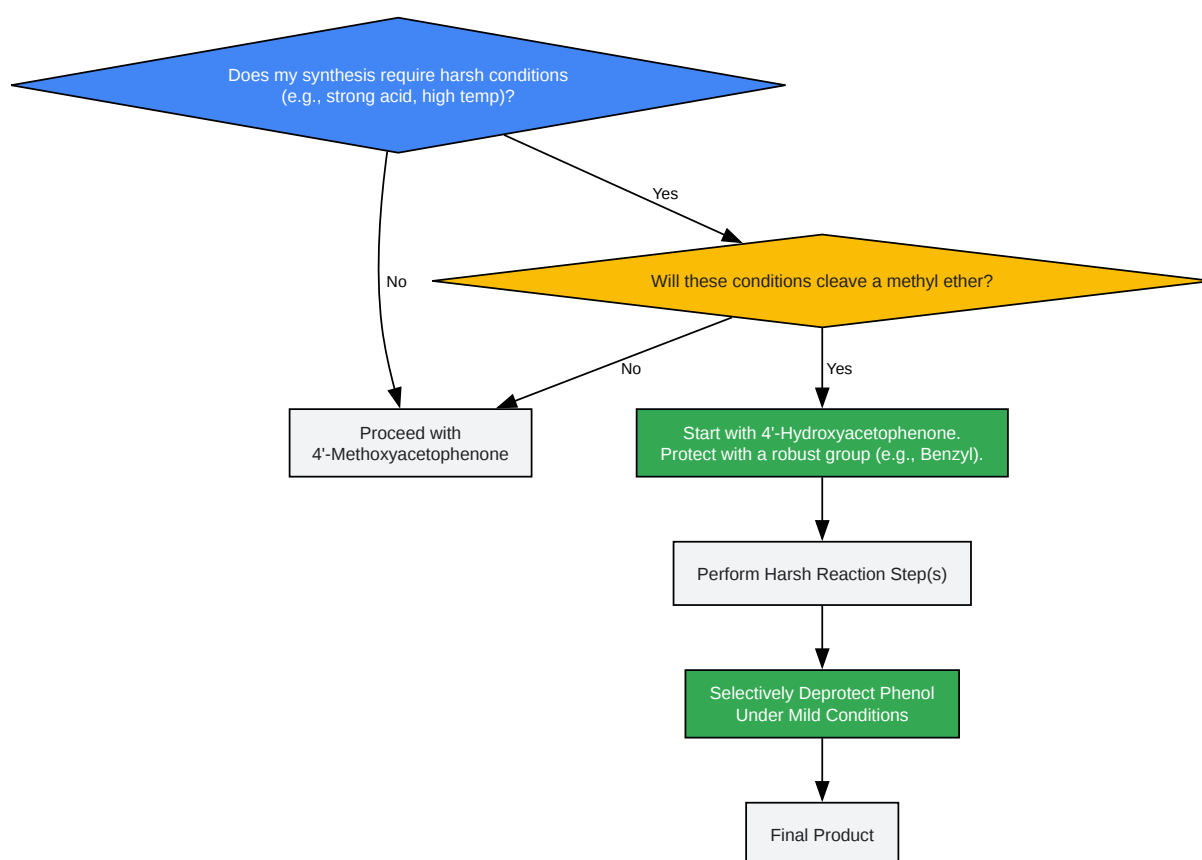 Does my synthesis require harsh conditions
(e.g., strong acid, high temp)?
Yes
No
Will these conditions cleave a methyl ether?
No
Yes
Proceed with
4'-Methoxyacetophenone
Start with 4'-Hydroxyacetophenone.
Protect with a robust group (e.g., Benzyl).
Perform Harsh Reaction Step(s)
Selectively Deprotect Phenol
Under Mild Conditions
Final Product